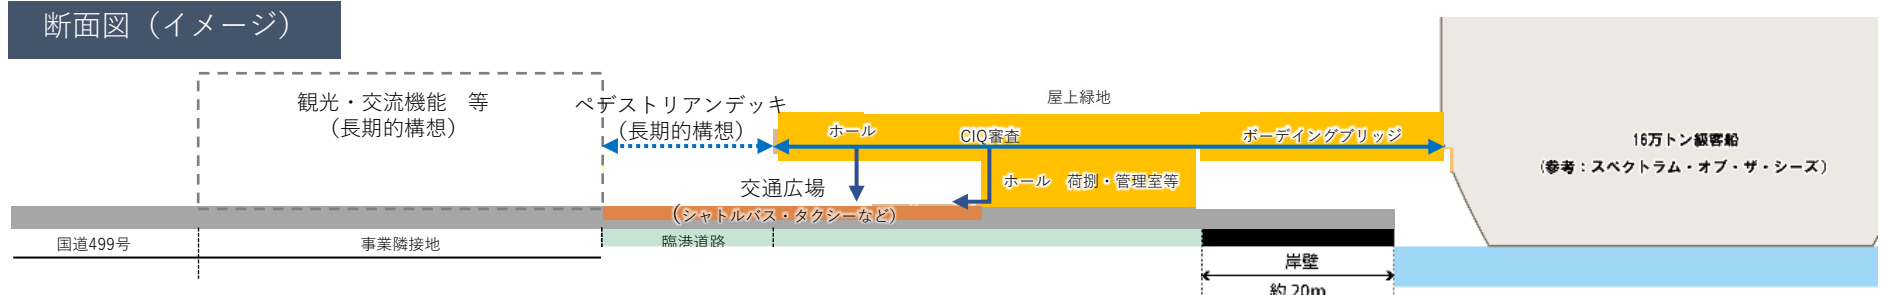 断面図（イメージ）
観光・交流機能　等
（長期的構想）
ペデストリアンデッキ
（長期的構想）
屋上緑地
ホール
CIQ審査
ボーデイングブリッジ
16万トン級客船
（参考：スペクトラム・オブ・ザ・シーズ）
ホール　荷捌・管理室等
交通広場
（シャトルバス・タクシーなど）
国道499号
事業隣接地
臨港道路
岸壁
約20m